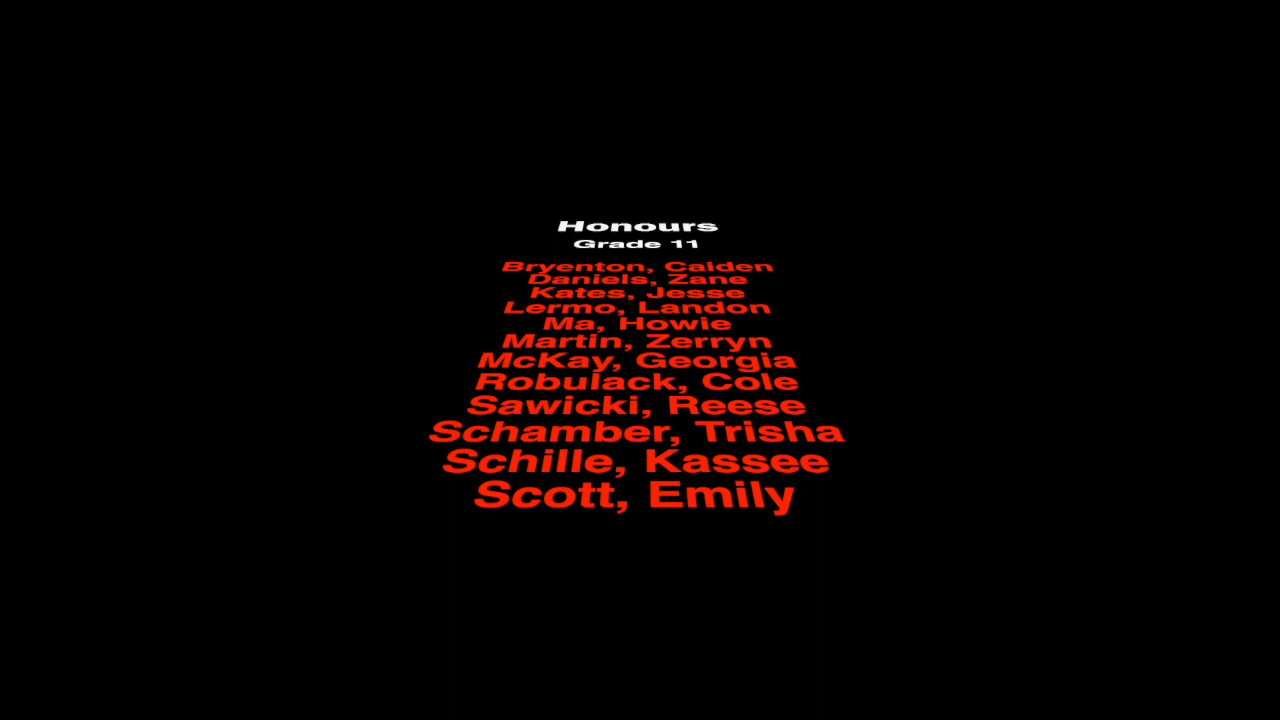 Honours
Grade 11
Bryenton, Caiden
Daniels, Zane
Kates, Jesse
Lermo, Landon
Ma, Howie
Martin, Zerryn
McKay, Georgia
Robulack, Cole
Sawicki, Reese
Schamber, Trisha
Schille, Kassee
Scott, Emily